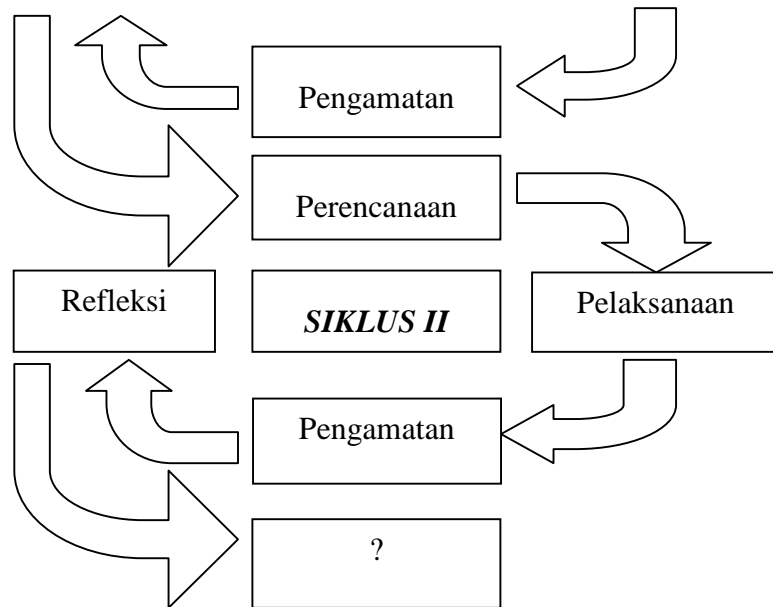 Pengamatan
Perencanaan
Refleksi
SIKLUS II
Pelaksanaan
Pengamatan
?